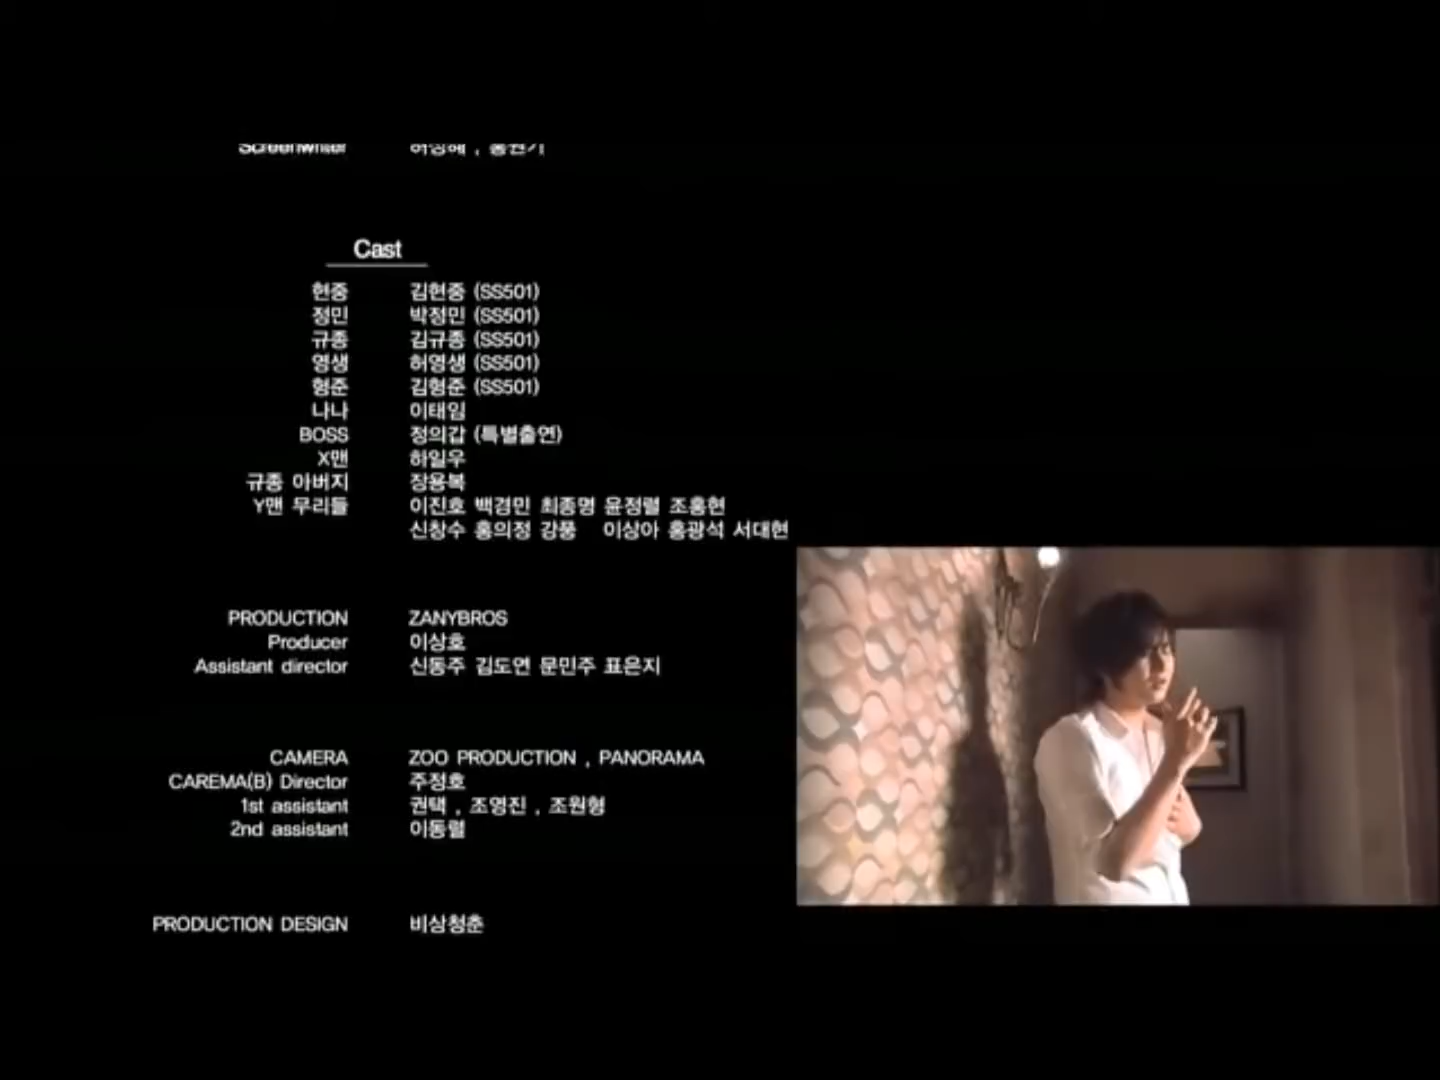 Screenwriter
Cast
현중 김현중 (SS501)
정민 박정민 (SS501)
규종 김규종 (SS501)
영생 허영생 (SS501)
형준 김형준 (SS501)
나나 이태임
BOSS 정의갑 (특별출연)
X맨 하일우
규종 아버지 장용복
Y맨 무리들 이진호 백경민 최종명 윤정렬 조홍현
신창수 홍의정 강풍 이상아 홍광석 서대현
PRODUCTION ZANYBROS
Producer 이상호
Assistant director 신동주 김도연 문민주 표은지
CAMERA ZOO PRODUCTION , PANORAMA
CAREMA(B) Director 주정호
1st assistant 권택 , 조영진 , 조원형
2nd assistant 이동렬
PRODUCTION DESIGN 비상청춘